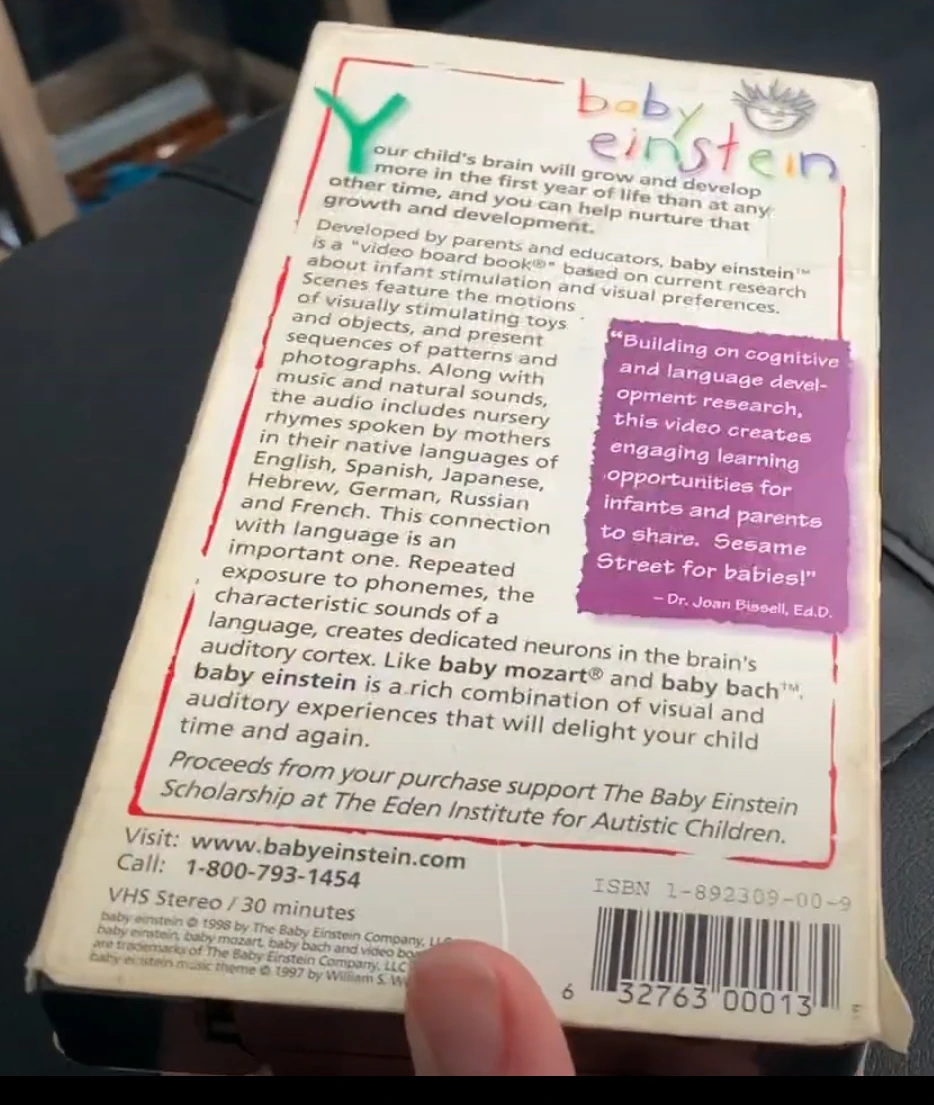 baby
einstein
Your child's brain will grow and develop
more in the first year of life than at any
other time, and you can help nurture that
growth and development.
Developed by parents and educators, baby einstein™
is a "video board book®" based on current research
about infant stimulation and visual preferences.
Scenes feature the motions
of visually stimulating toys
and objects, and present
sequences of patterns and
photographs. Along with
music and natural sounds,
the audio includes nursery
rhymes spoken by mothers
in their native languages of
English, Spanish, Japanese,
Hebrew, German, Russian
and French. This connection
with language is an
important one. Repeated
exposure to phonemes, the
characteristic sounds of a
language, creates dedicated neurons in the brain's
auditory cortex. Like baby mozart® and baby bach™,
baby einstein is a rich combination of visual and
auditory experiences that will delight your child
time and again.
"Building on cognitive
and language devel-
opment research,
this video creates
engaging learning
opportunities for
infants and parents
to share. Sesame
Street for babies!"
– Dr. Joan Bissell, Ed.D.
Proceeds from your purchase support The Baby Einstein
Scholarship at The Eden Institute for Autistic Children.
Visit: www.babyeinstein.com
Call: 1-800-793-1454
VHS Stereo / 30 minutes
baby einstein © 1998 by The Baby Einstein Company,
baby einstein, baby mozart, baby bach and video
are trademarks of The Baby Einstein Company, LLC
baby einstein music theme © 1997 by William S.
ISBN 1-892309-00-9
6 32763 00013